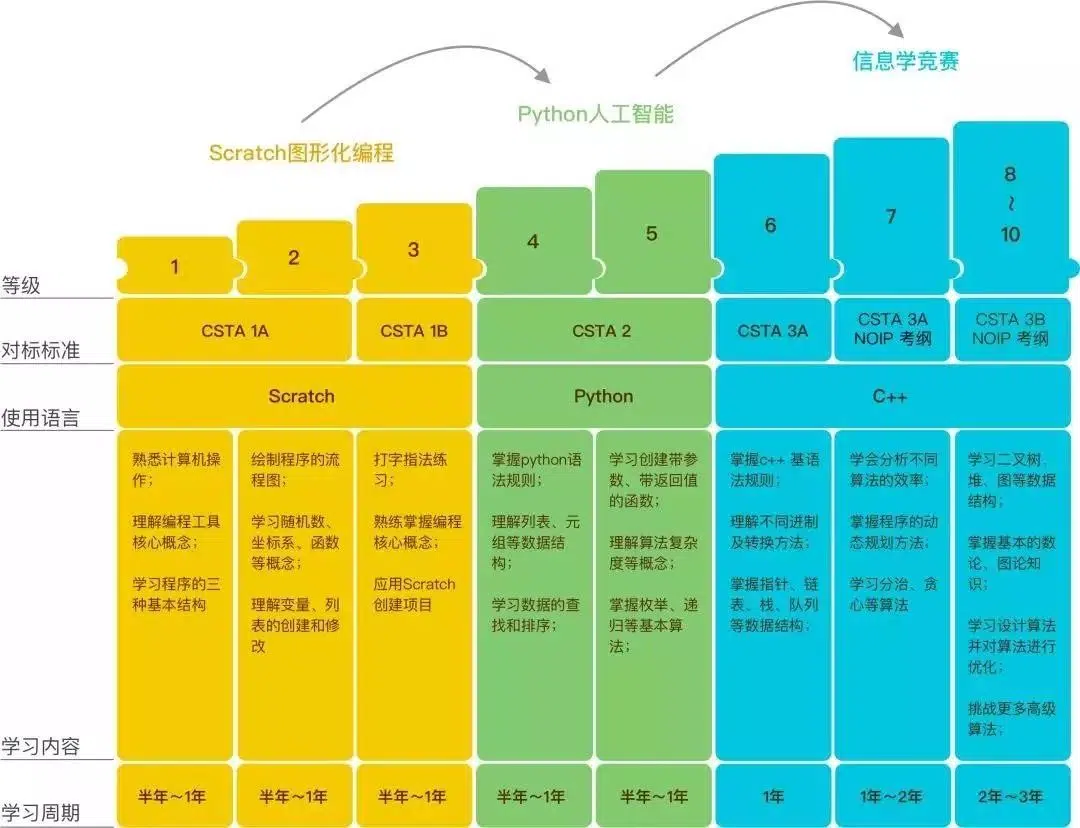 信息学竞赛
Python人工智能
Scratch图形化编程
等级
1
2
3
4
5
6
7
8
~
10
对标标准
CSTA 1A
CSTA 1B
CSTA 2
CSTA 3A
CSTA 3A
NOIP 考纲
CSTA 3B
NOIP 考纲
使用语言
Scratch
Python
C++
学习内容
熟悉计算机操
作；
理解编程工具
核心概念；
学习程序的三
种基本结构
绘制程序的流
程图；
学习随机数、
坐标系、函数
等概念；
理解变量、列
表的创建和修
改
打字指法练
习；
熟练掌握编程
核心概念；
应用Scratch
创建项目
掌握python语
法规则；
理解列表、元
组等数据结
构；
学习数据的查
找和排序；
学习创建带参
数、带返回值
的函数；
理解算法复杂
度等概念；
掌握枚举、递
归等基本算
法；
掌握c++ 基语
法规则；
理解不同进制
及转换方法；
掌握指针、链
表、栈、队列
等数据结构；
学会分析不同
算法的效率；
掌握程序的动
态规划方法；
学习分治、贪
心等算法
学习二叉树、
堆、图等数据
结构；
掌握基本的数
论、图论知
识；
学习设计算法
并对算法进行
优化；
挑战更多高级
算法；
学习周期
半年～1年
半年～1年
半年～1年
半年～1年
半年～1年
1年
1年～2年
2年～3年